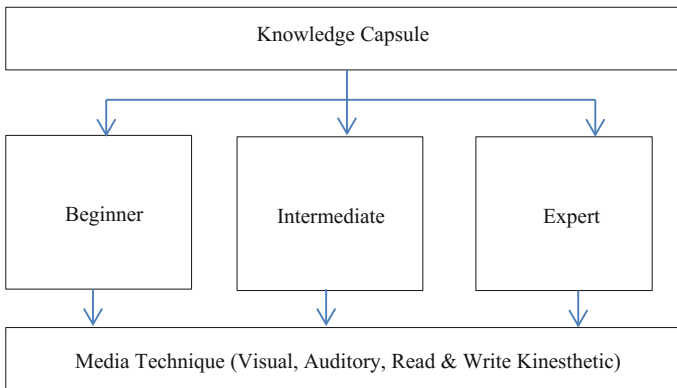 Knowledge Capsule
Beginner
Intermediate
Expert
Media Technique (Visual, Auditory, Read & Write Kinesthetic)